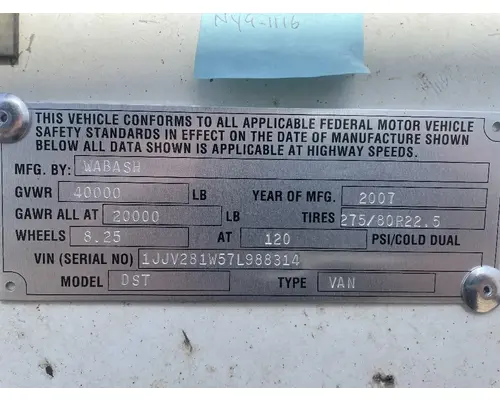 NY9-1116
THIS VEHICLE CONFORMS TO ALL APPLICABLE FEDERAL MOTOR VEHICLE
SAFETY STANDARDS IN EFFECT ON THE DATE OF MANUFACTURE SHOWN
BELOW ALL DATA SHOWN IS APPLICABLE AT HIGHWAY SPEEDS.
MFG. BY: WABASH
GVWR 40000 LB YEAR OF MFG. 2007
GAWR ALL AT 20000 LB TIRES 275/80R22.5
WHEELS 8.25 AT 120 PSI/COLD DUAL
VIN (SERIAL NO) 1JJV281W57L988314
MODEL DST TYPE VAN